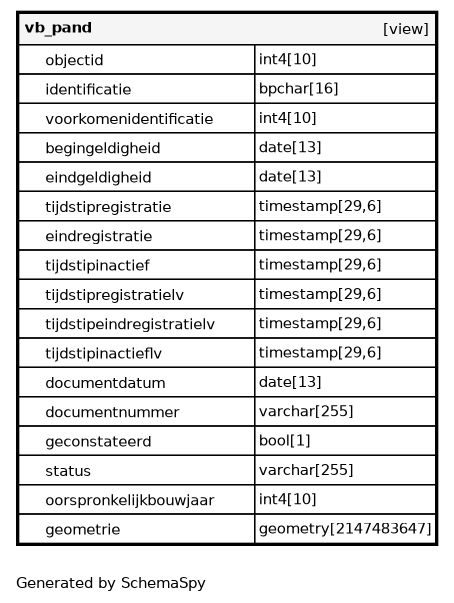 vb_pand [view]
objectid int4[10]
identificatie bpchar[16]
voorkomenidentificatie int4[10]
begingeldigheid date[13]
eindgeldigheid date[13]
tijdstipregistratie timestamp[29,6]
eindregistratie timestamp[29,6]
tijdstipinactief timestamp[29,6]
tijdstipregistratielv timestamp[29,6]
tijdstipeindregistratielv timestamp[29,6]
tijdstipinactieflv timestamp[29,6]
documentdatum date[13]
documentnummer varchar[255]
geconstateerd bool[1]
status varchar[255]
oorspronkelijkbouwjaar int4[10]
geometrie geometry[2147483647]
Generated by SchemaSpy